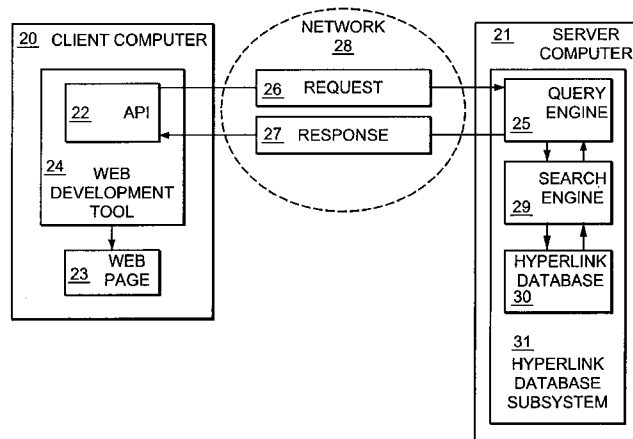 20 CLIENT COMPUTER
22 API
24 WEB
DEVELOPMENT
TOOL
23 WEB
PAGE
NETWORK
28
26 REQUEST
27 RESPONSE
21 SERVER
COMPUTER
QUERY
ENGINE
25
SEARCH
ENGINE
29
HYPERLINK
DATABASE
30
31
HYPERLINK
DATABASE
SUBSYSTEM